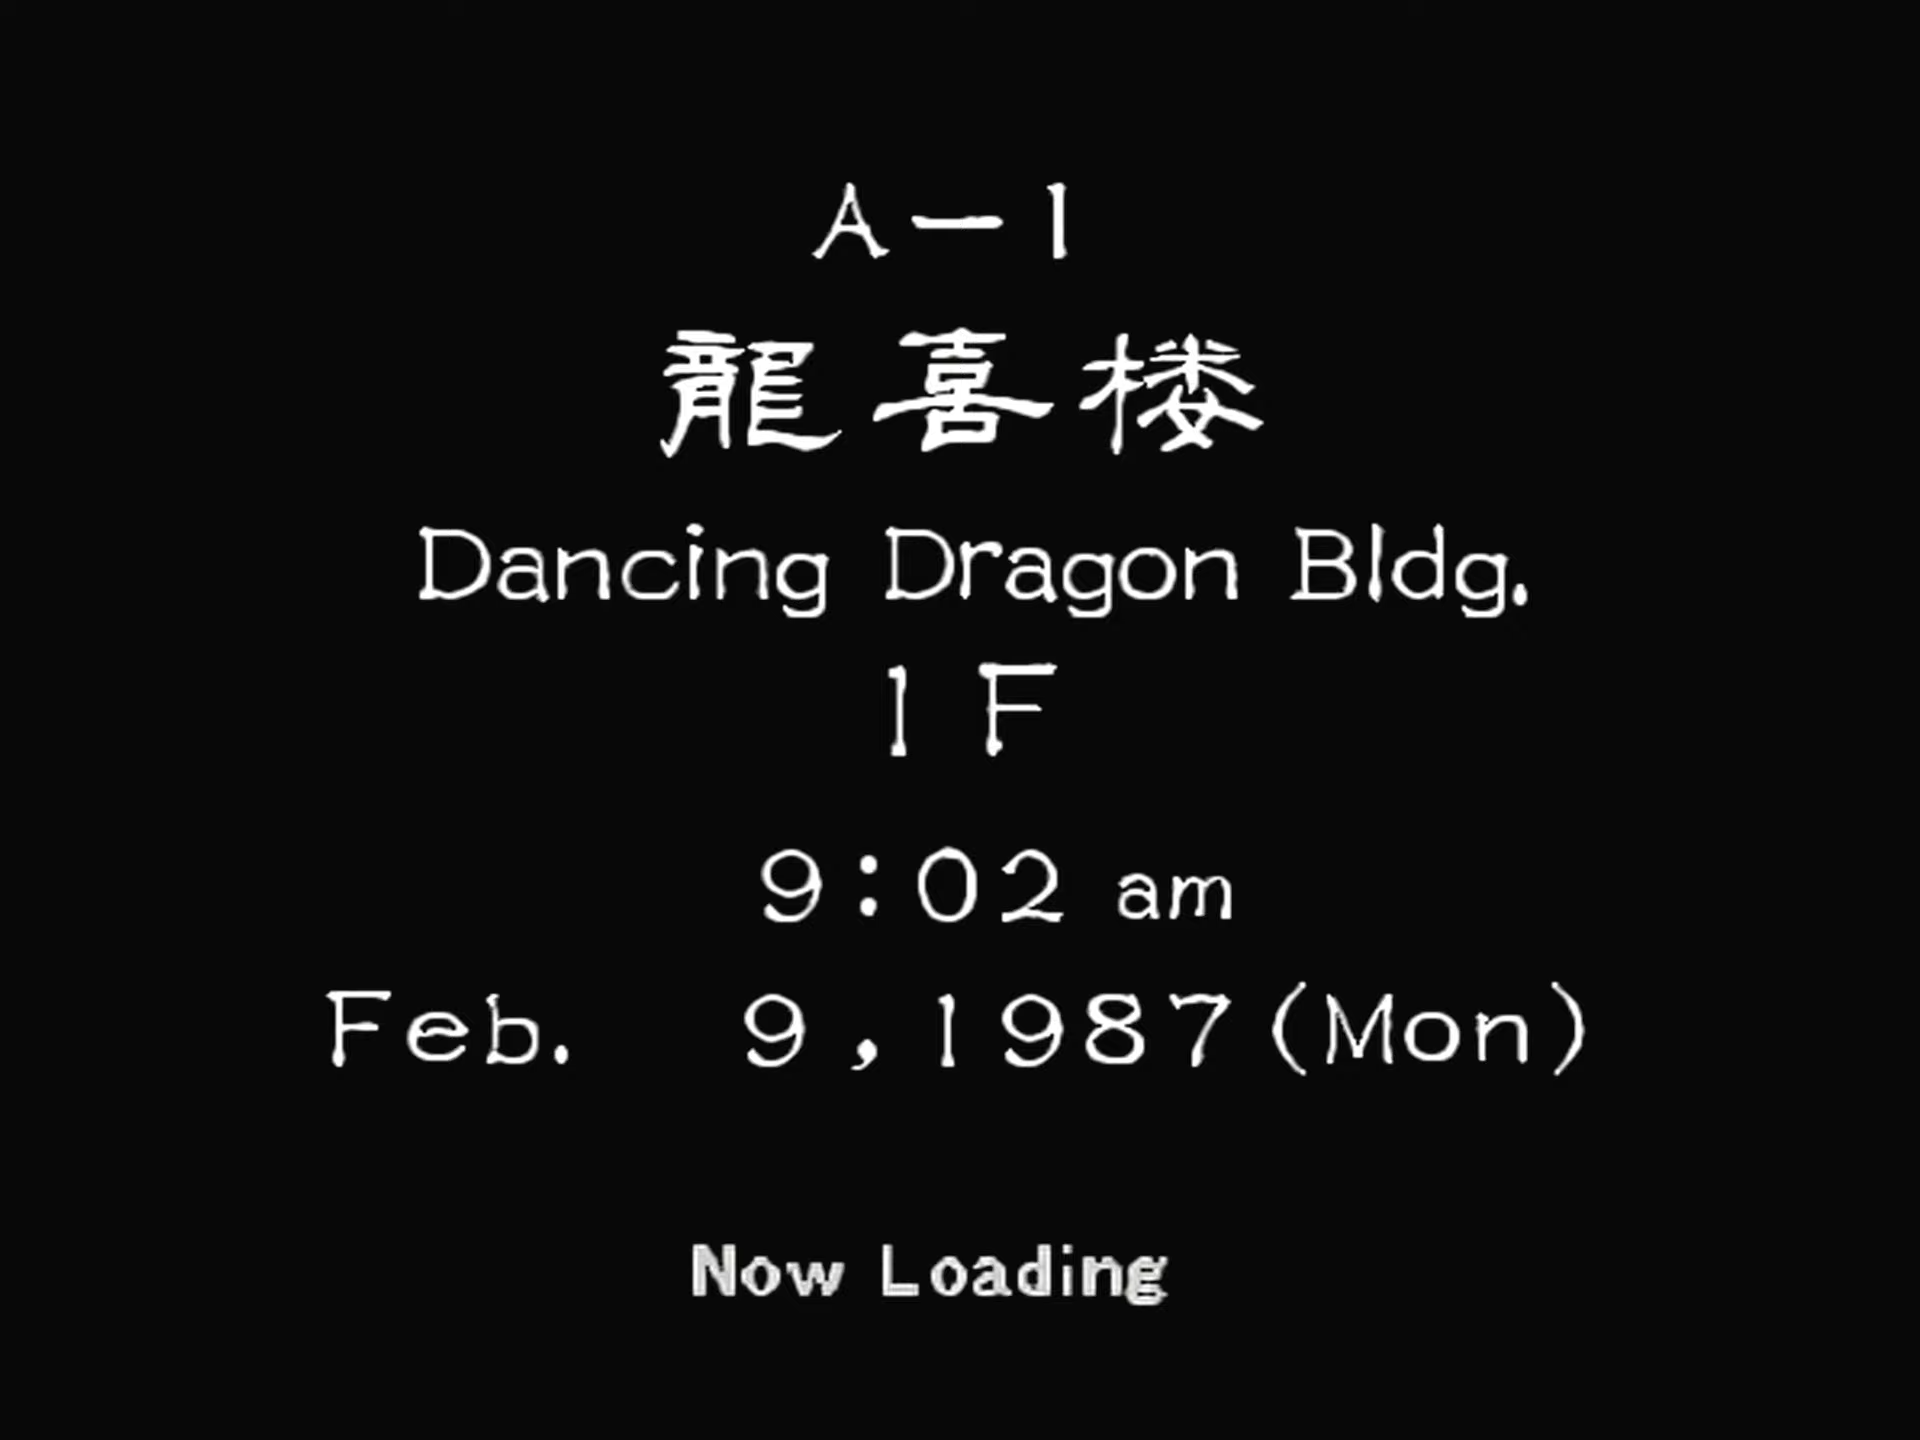 A－1
龍喜楼
Dancing Dragon Bldg.
1F
9:02 am
Feb. 9,1987(Mon)
Now Loading